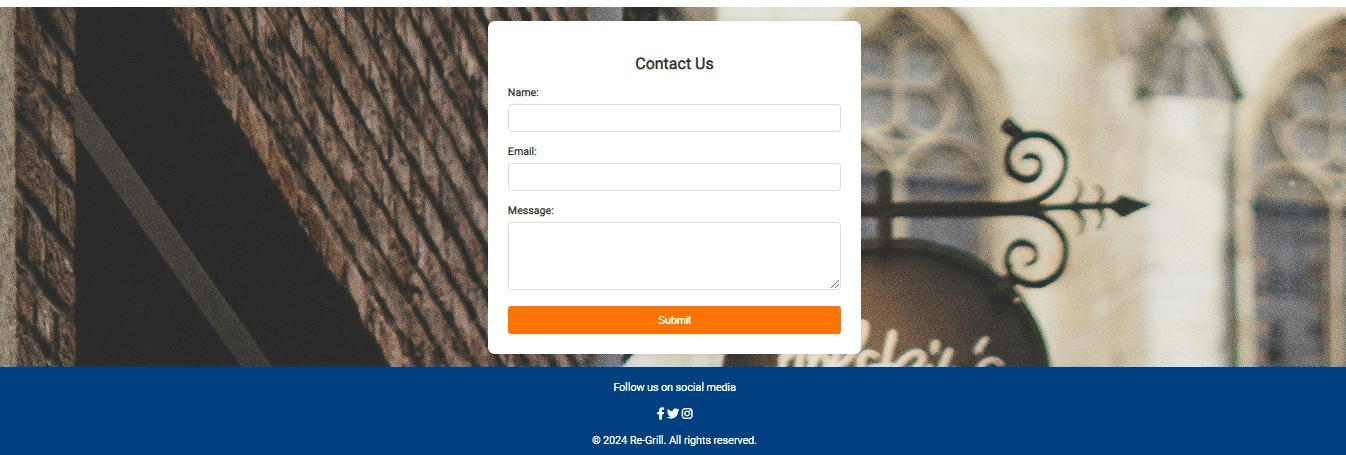 Contact Us
Name:
Email:
Message:
Submit
Follow us on social media
© 2024 Re-Grill. All rights reserved.